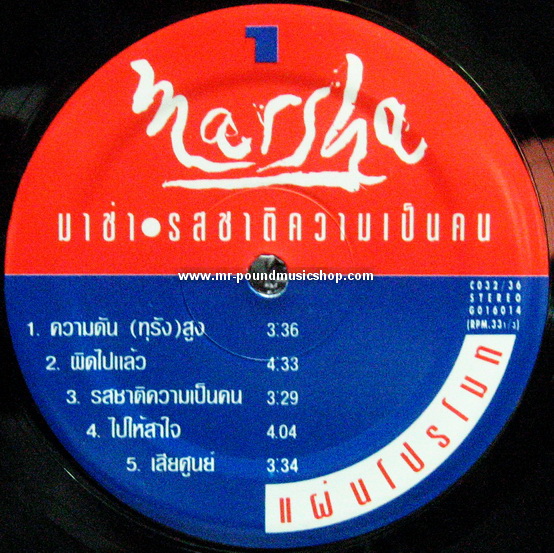 1
marsha
มาช่า•รสชาติความเป็นคน
www.mr-poundmusicshop.com
CD32/36
STEREO
G016014
(RPM.33 1/3)
1. ความดัน (ทุรัง)สูง 3:36
2. ผิดไปแล้ว 4:33
3. รสชาติความเป็นคน 3:29
4. ไปให้สาใจ 4.04
5. เสียศูนย์ 3:34
แผ่นโปรโมท